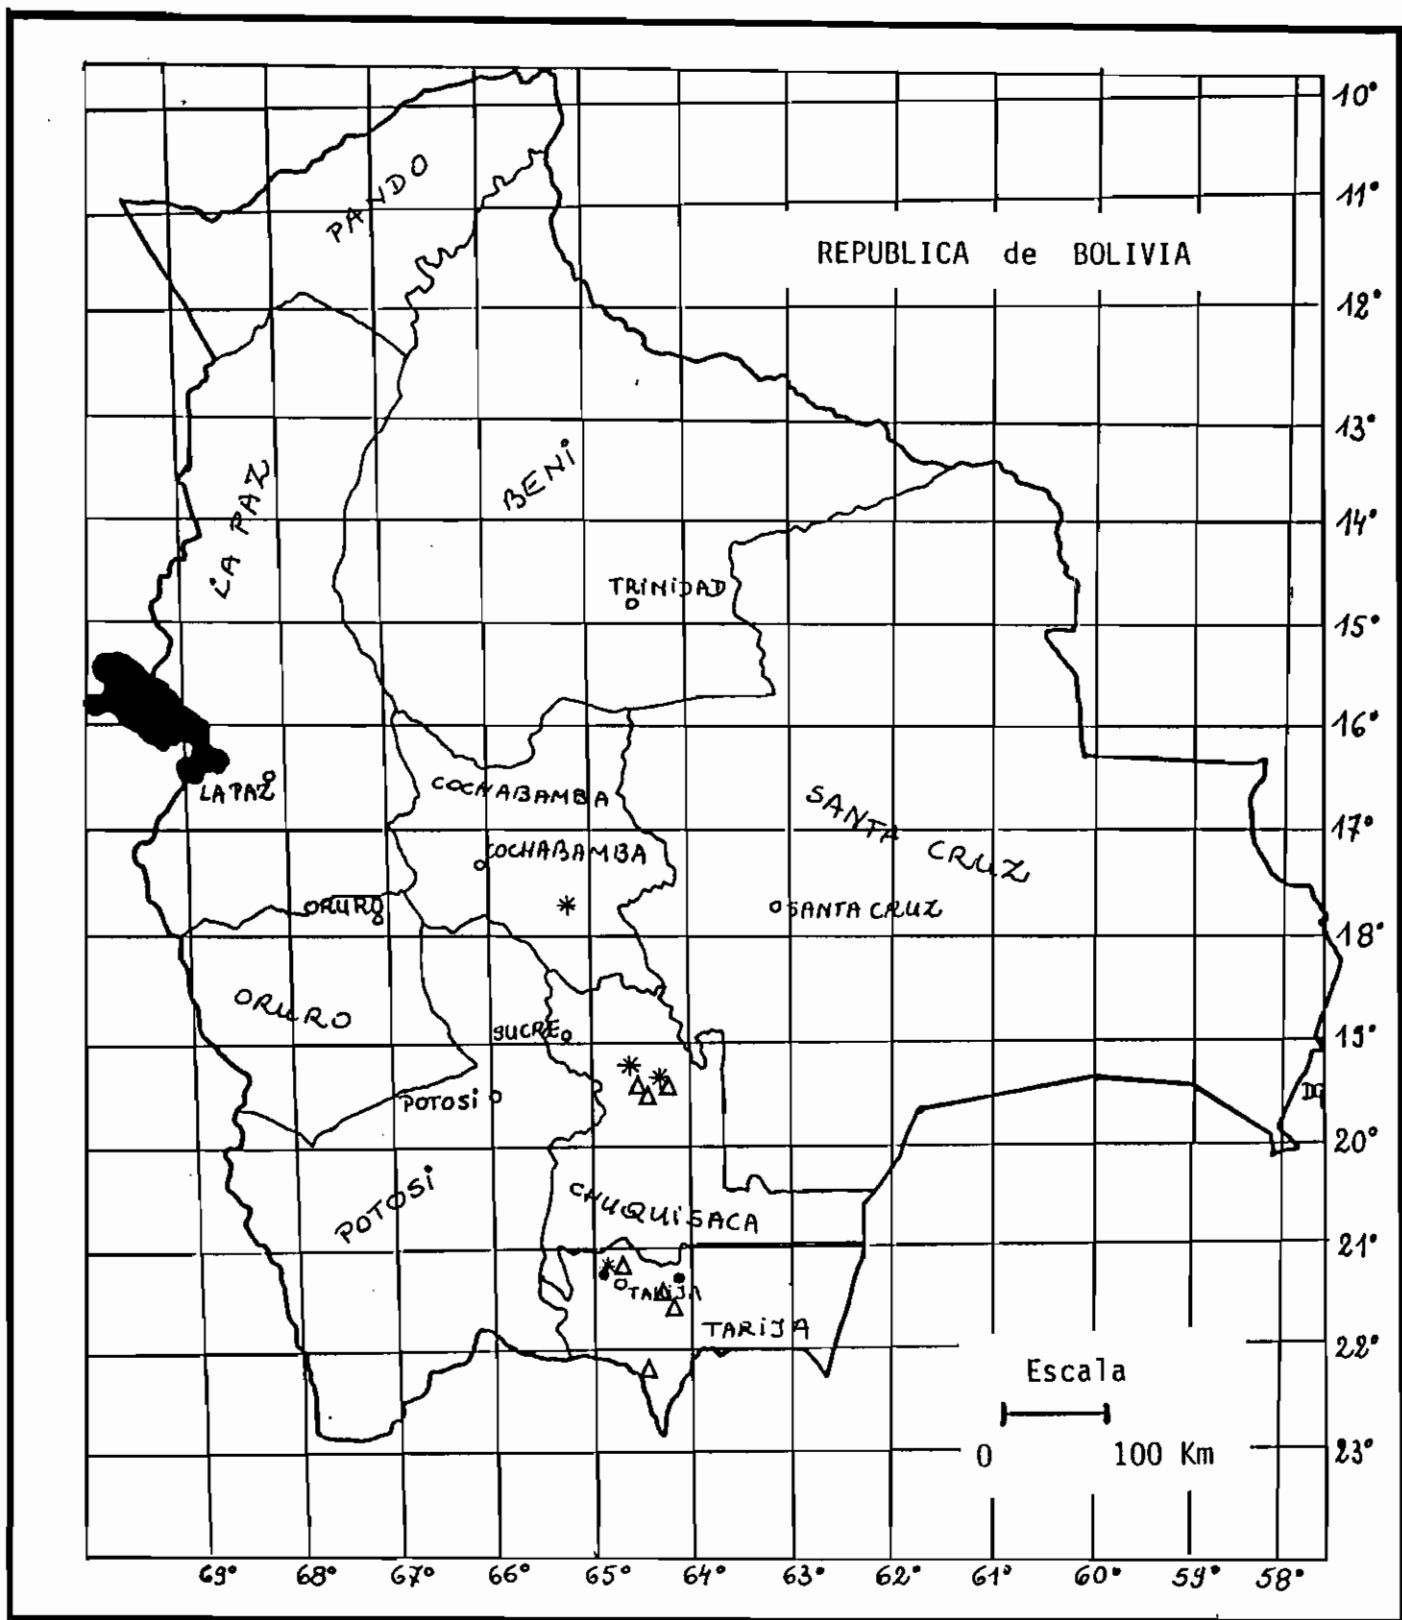 10°
PANDO
11°
REPUBLICA de BOLIVIA
12°
13°
BENI
LA PAZ
14°
TRINIDAD
15°
16°
LA PAZ
COCHABAMBA
SANTA CRUZ
17°
COCHABAMBA
ORURO
SANTA CRUZ
18°
ORURO
SUCRE
19°
POTOSI
20°
POTOSI
CHUQUISACA
21°
TARIJA
TARIJA
22°
Escala
0 100 Km
23°
69° 68° 67° 66° 65° 64° 63° 62° 61° 60° 59° 58°